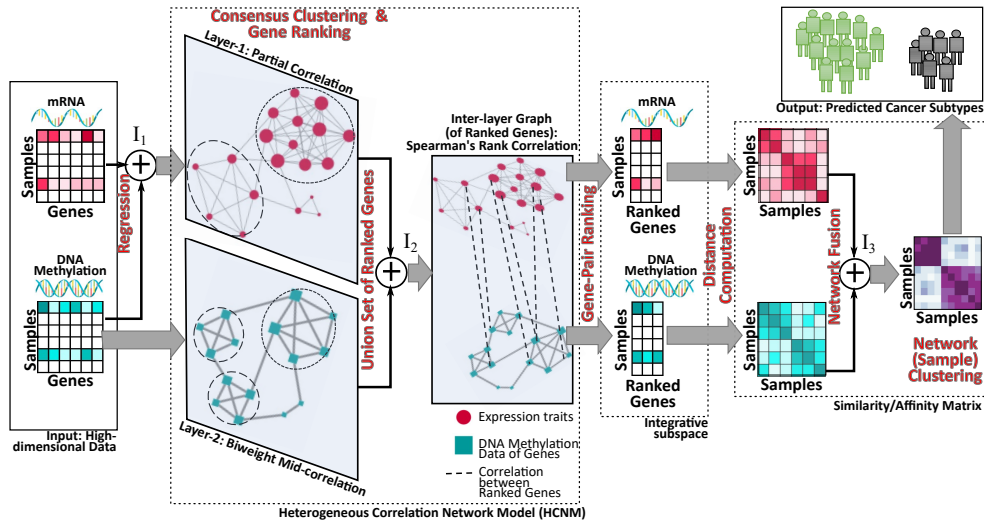 Consensus Clustering &
Gene Ranking
Layer-1: Partial Correlation
mRNA
Samples
Genes
I1
Regression
DNA
Methylation
Samples
Genes
Input: High-
dimensional Data
Layer-2: Biweight Mid-correlation
Union Set of Ranked Genes
I2
Inter-layer Graph
(of Ranked Genes):
Spearman's Rank Correlation
Expression traits
DNA Methylation
Data of Genes
Correlation
between
Ranked Genes
Heterogeneous Correlation Network Model (HCNM)
Gene-Pair Ranking
mRNA
Samples
Ranked
Genes
DNA
Methylation
Samples
Ranked
Genes
Integrative
subspace
Distance
Computation
Samples
Samples
Samples
Samples
Network Fusion
I3
Samples
Samples
Network
(Sample)
Clustering
Similarity/Affinity Matrix
Output: Predicted Cancer Subtypes